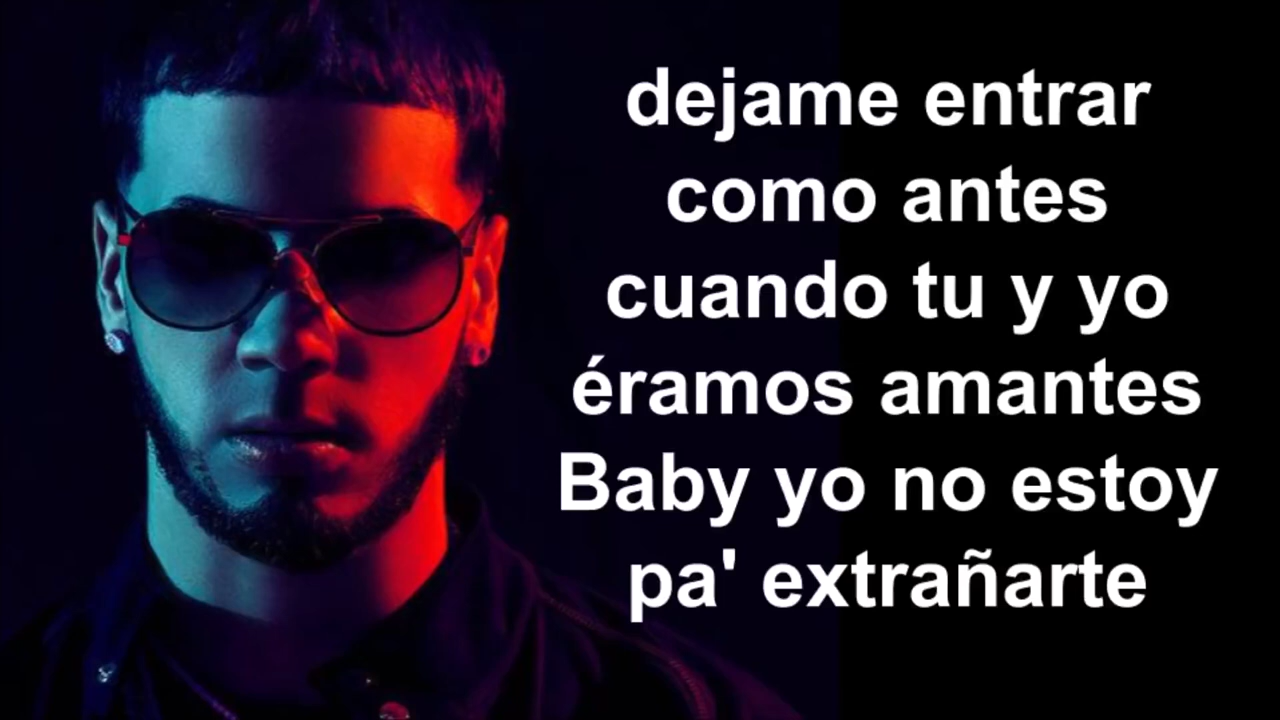 dejame entrar
como antes
cuando tu y yo
éramos amantes
Baby yo no estoy
pa' extrañarte